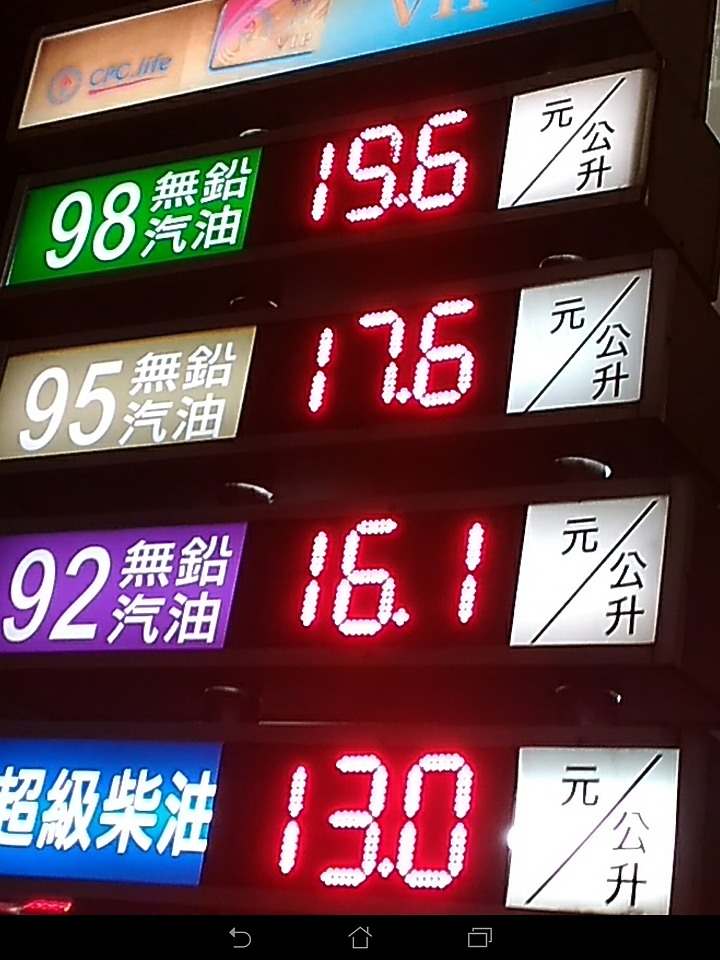 CPC.life
VIP
VIP
98 無鉛汽油 19.6 元/公升
95 無鉛汽油 17.6 元/公升
92 無鉛汽油 16.1 元/公升
超級柴油 13.0 元/公升